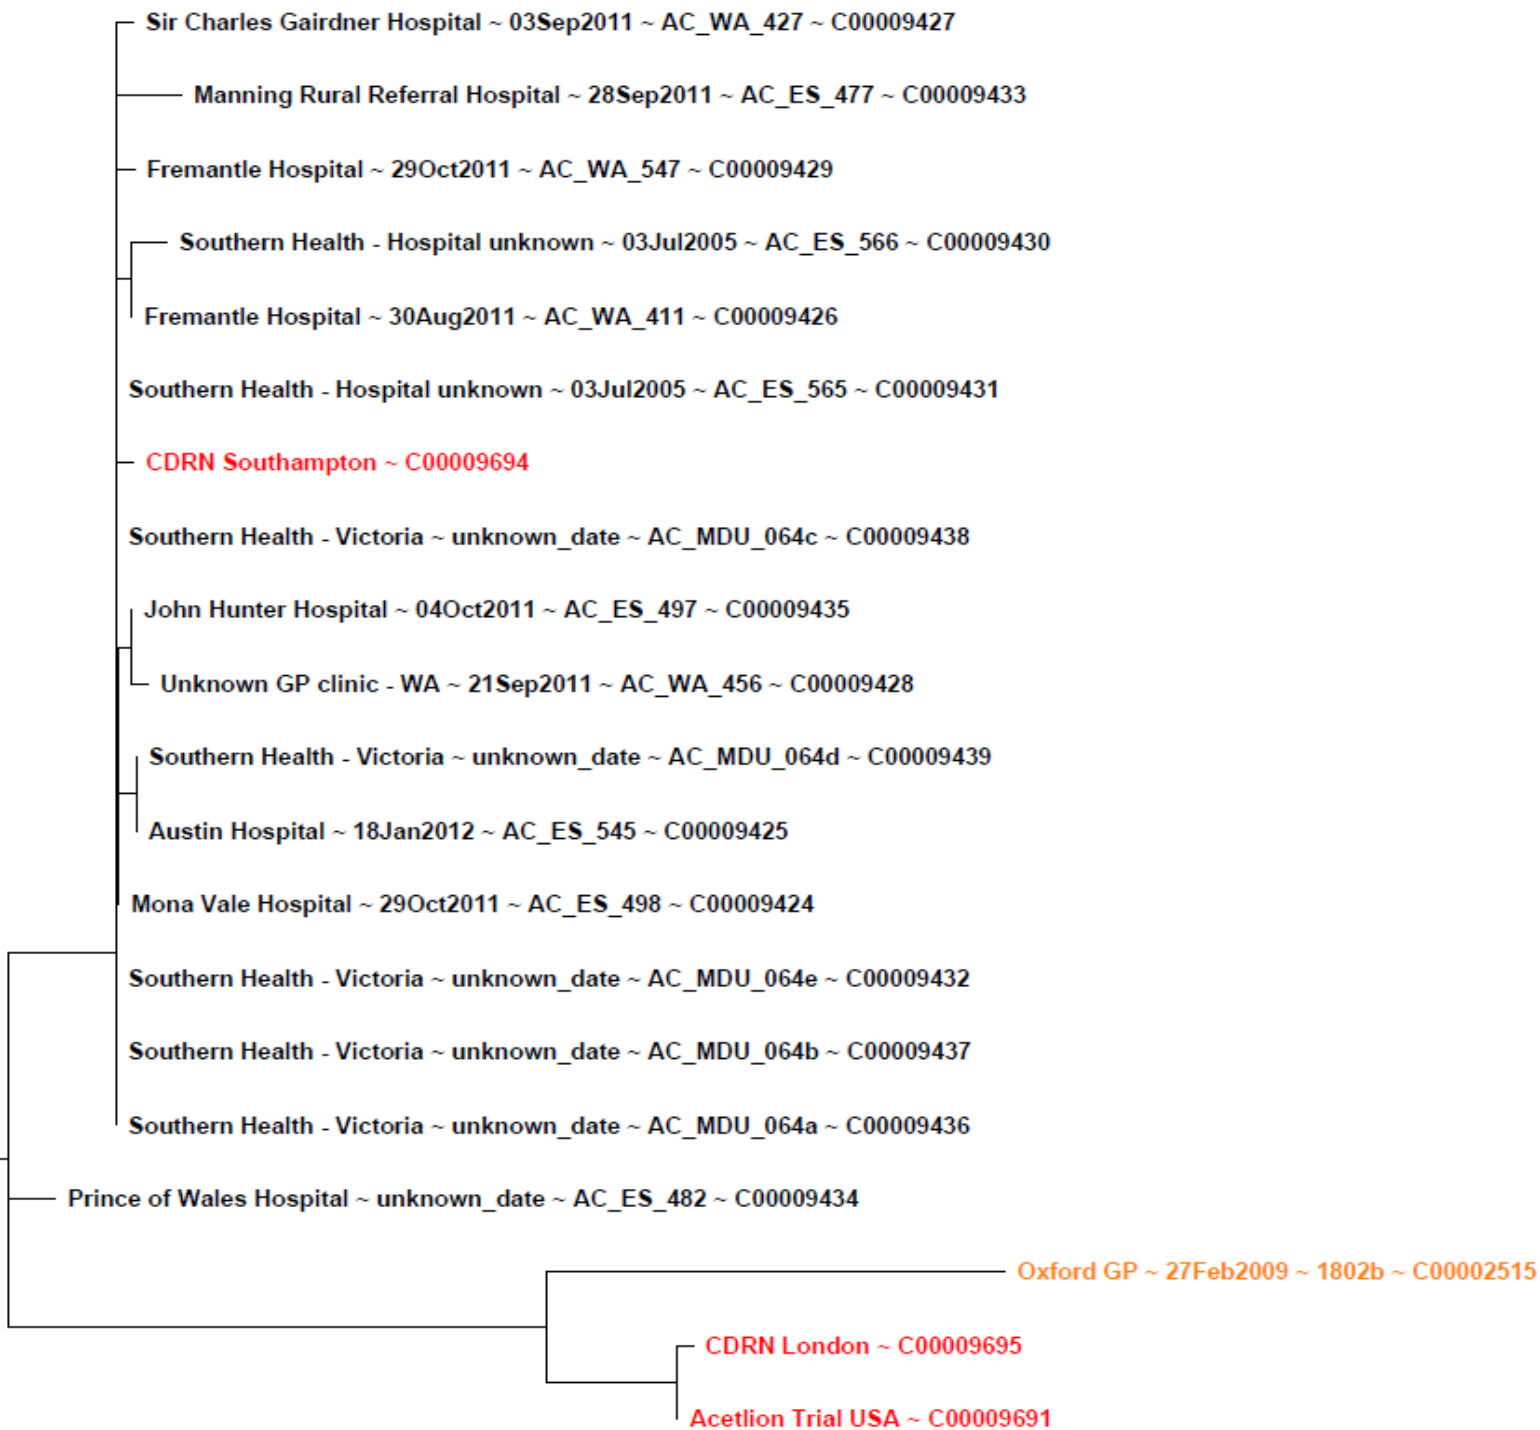 Sir Charles Gairdner Hospital ~ 03Sep2011 ~ AC_WA_427 ~ C00009427
Manning Rural Referral Hospital ~ 28Sep2011 ~ AC_ES_477 ~ C00009433
Fremantle Hospital ~ 29Oct2011 ~ AC_WA_547 ~ C00009429
Southern Health - Hospital unknown ~ 03Jul2005 ~ AC_ES_566 ~ C00009430
Fremantle Hospital ~ 30Aug2011 ~ AC_WA_411 ~ C00009426
Southern Health - Hospital unknown ~ 03Jul2005 ~ AC_ES_565 ~ C00009431
CDRN Southampton ~ C00009694
Southern Health - Victoria ~ unknown_date ~ AC_MDU_064c ~ C00009438
John Hunter Hospital ~ 04Oct2011 ~ AC_ES_497 ~ C00009435
Unknown GP clinic - WA ~ 21Sep2011 ~ AC_WA_456 ~ C00009428
Southern Health - Victoria ~ unknown_date ~ AC_MDU_064d ~ C00009439
Austin Hospital ~ 18Jan2012 ~ AC_ES_545 ~ C00009425
Mona Vale Hospital ~ 29Oct2011 ~ AC_ES_498 ~ C00009424
Southern Health - Victoria ~ unknown_date ~ AC_MDU_064e ~ C00009432
Southern Health - Victoria ~ unknown_date ~ AC_MDU_064b ~ C00009437
Southern Health - Victoria ~ unknown_date ~ AC_MDU_064a ~ C00009436
Prince of Wales Hospital ~ unknown_date ~ AC_ES_482 ~ C00009434
Oxford GP ~ 27Feb2009 ~ 1802b ~ C00002515
CDRN London ~ C00009695
Acetlion Trial USA ~ C00009691